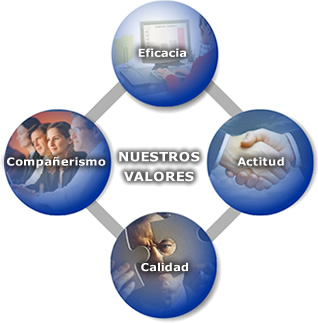 Eficacia
Compañerismo
NUESTROS
VALORES
Actitud
Calidad